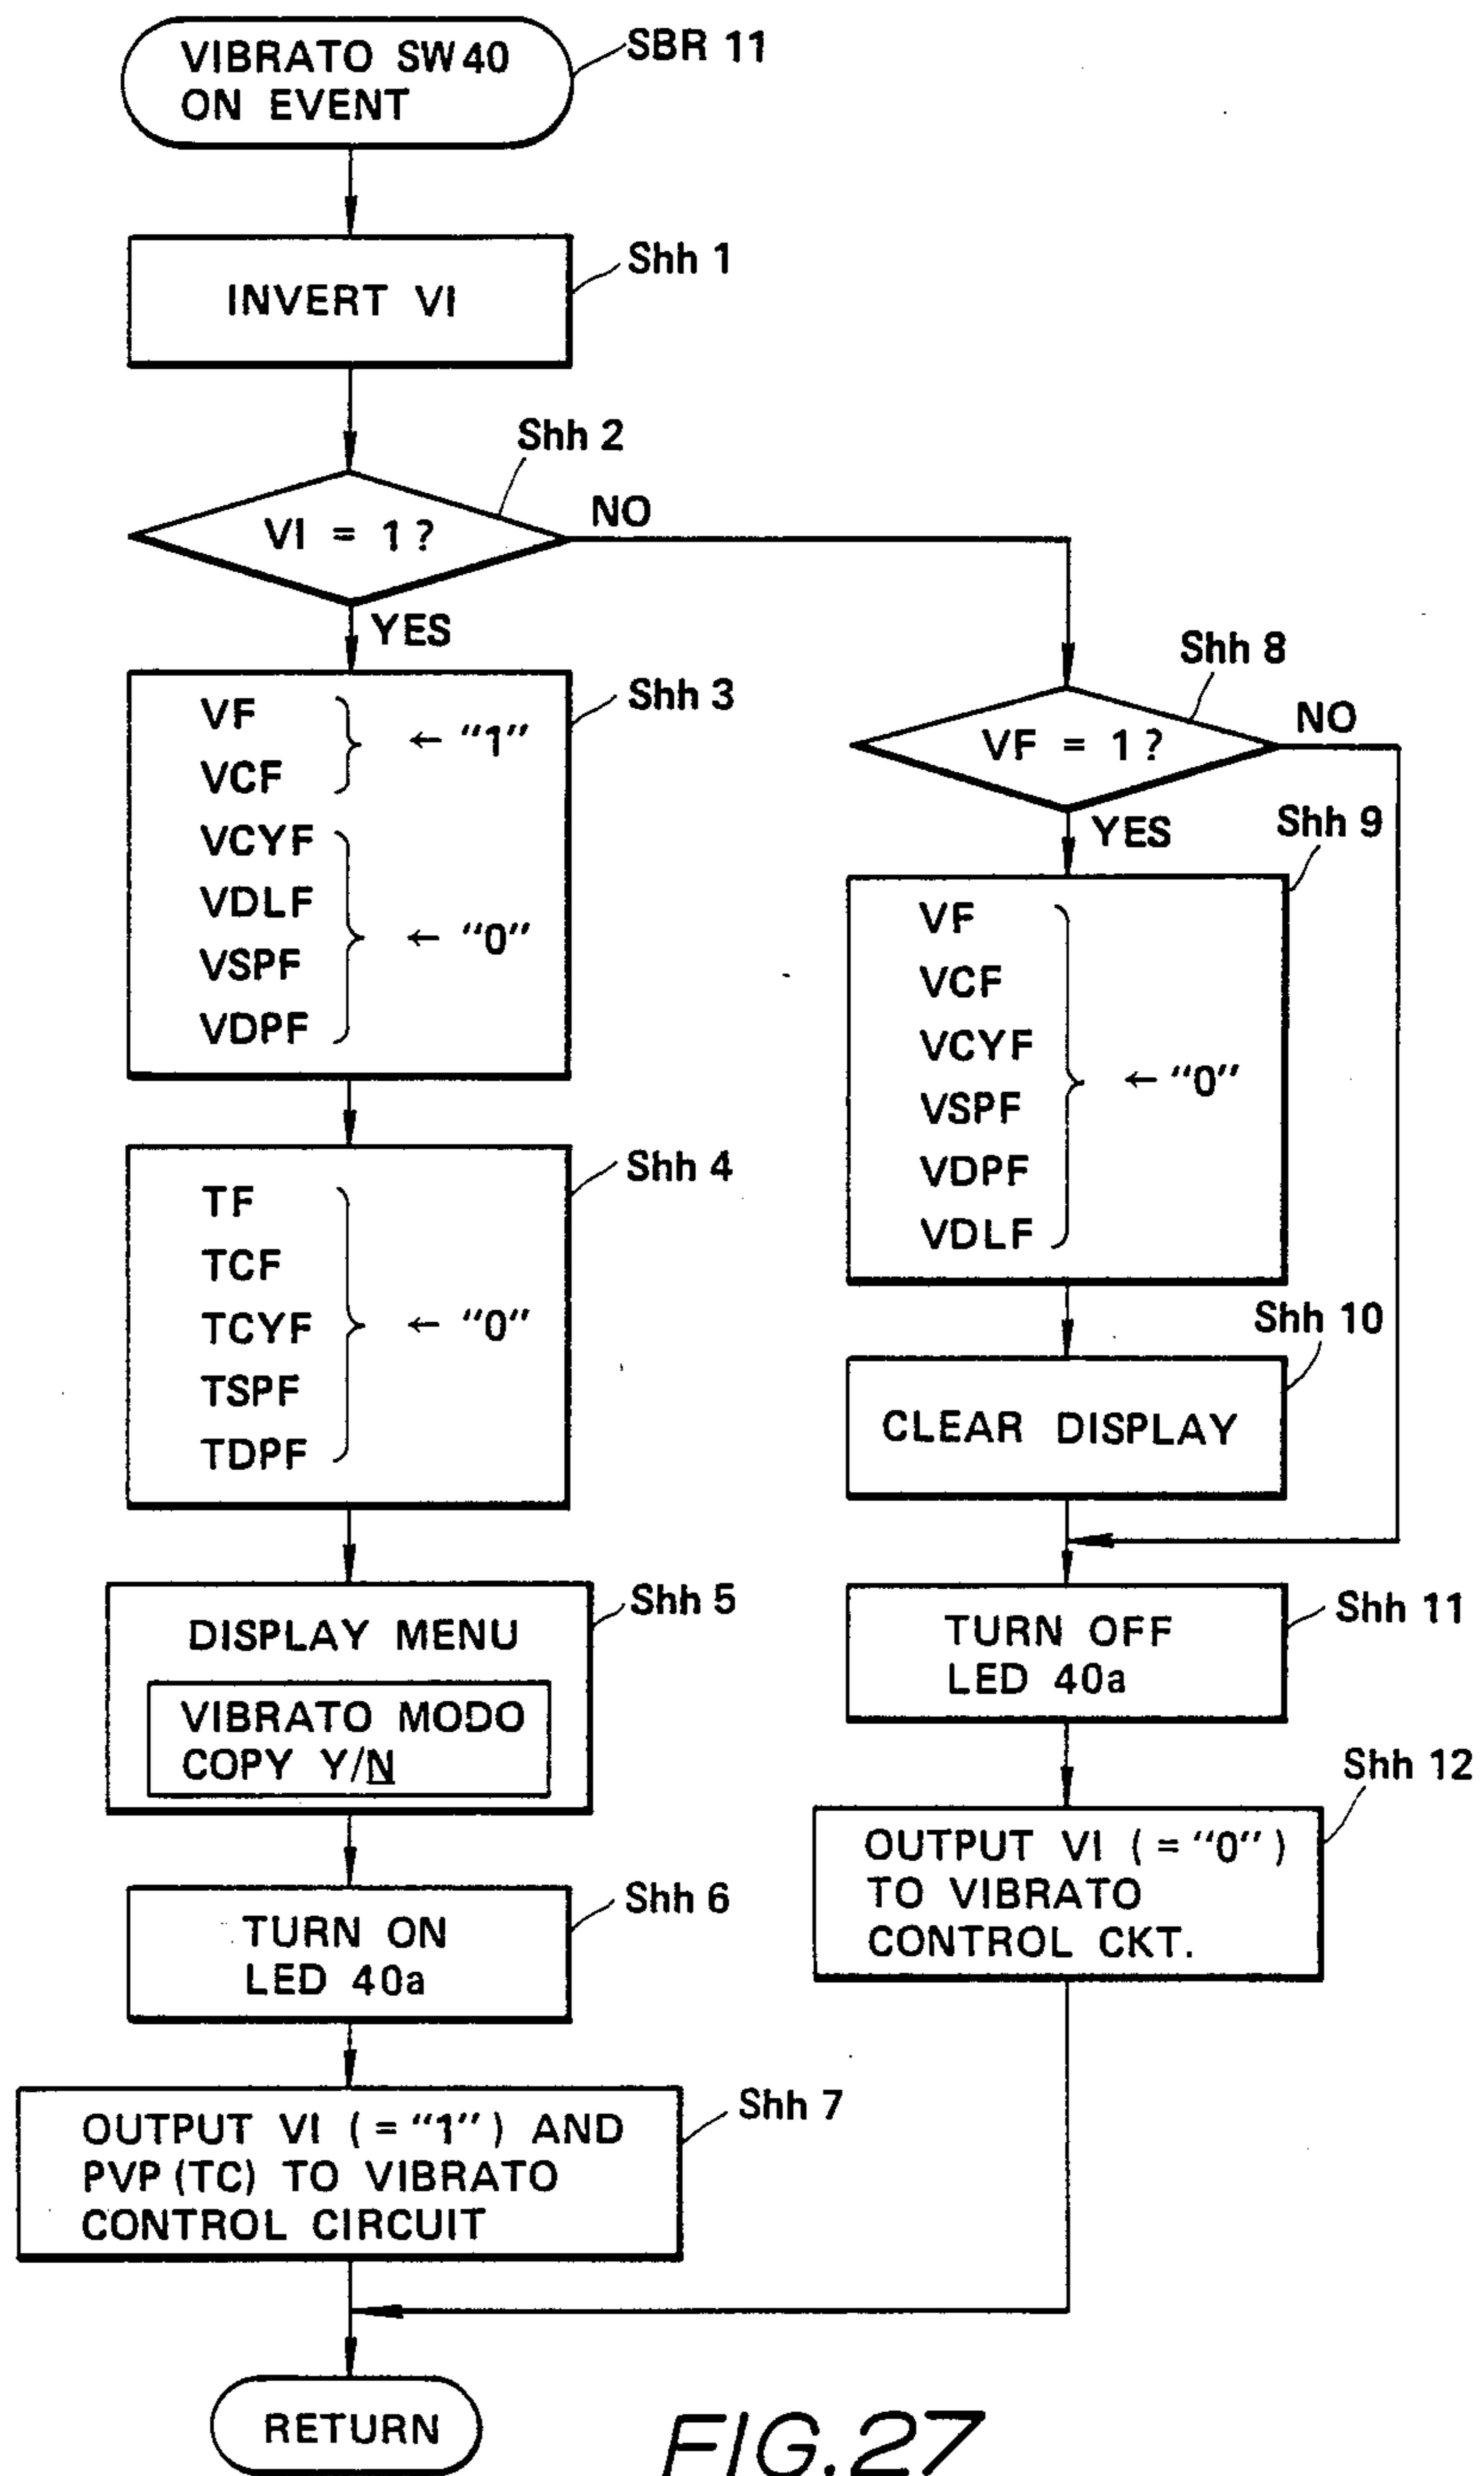 VIBRATO SW40
ON EVENT
SBR 11
INVERT VI
Shh 1
Shh 2
VI = 1?
NO
YES
Shh 3
VF
VCF
← "1"
VCYF
VDLF
VSPF
VDPF
← "0"
Shh 4
TF
TCF
TCYF
TSPF
TDPF
← "0"
Shh 5
DISPLAY MENU
VIBRATO MODO
COPY Y/N
Shh 6
TURN ON
LED 40a
Shh 7
OUTPUT VI (="1") AND
PVP(TC) TO VIBRATO
CONTROL CIRCUIT
Shh 8
VF = 1?
NO
YES
Shh 9
VF
VCF
VCYF
VSPF
VDPF
VDLF
← "0"
Shh 10
CLEAR DISPLAY
Shh 11
TURN OFF
LED 40a
Shh 12
OUTPUT VI (="0")
TO VIBRATO
CONTROL CKT.
RETURN
FIG.27